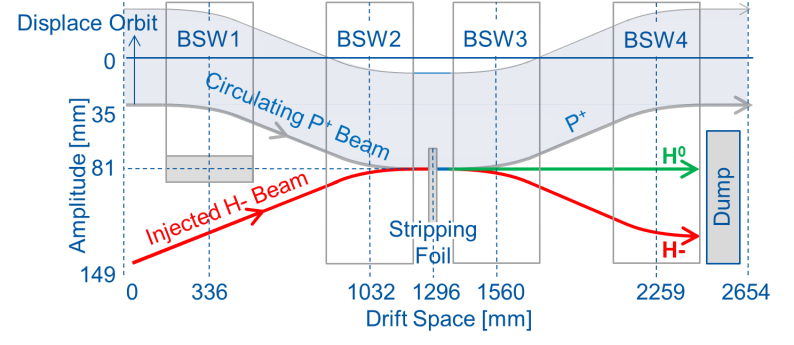 Displace Orbit
BSW1
BSW2
BSW3
BSW4
0
35
81
149
Amplitude [mm]
Circulating P+ Beam
P+
Injected H- Beam
H0
H-
Stripping
Foil
Dump
0
336
1032
1296
1560
2259
2654
Drift Space [mm]